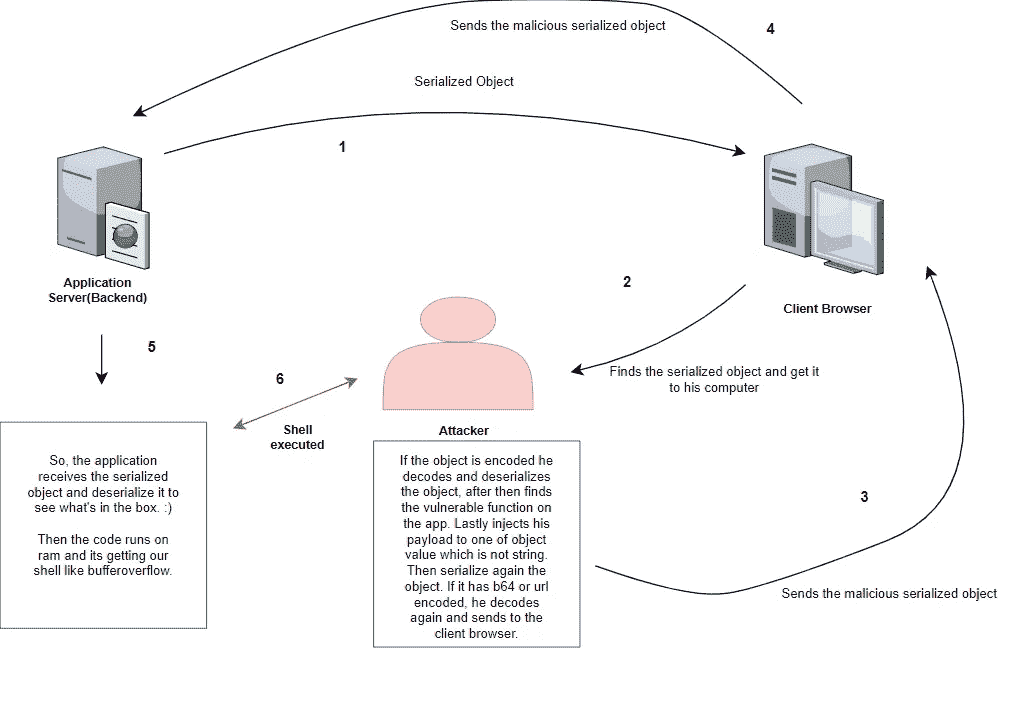 Sends the malicious serialized object
4
Serialized Object
1
Application
Server(Backend)
2
Client Browser
5
6
Finds the serialized object and get it
to his computer
Shell
executed
Attacker
So, the application
receives the serialized
object and deserialize it to
see what's in the box. :)
Then the code runs on
ram and its getting our
shell like bufferoverflow.
If the object is encoded he
decodes and deserializes
the object, after then finds
the vulnerable function on
the app. Lastly injects his
payload to one of object
value which is not string.
Then serialize again the
object. If it has b64 or url
encoded, he decodes
again and sends to the
client browser.
3
Sends the malicious serialized object